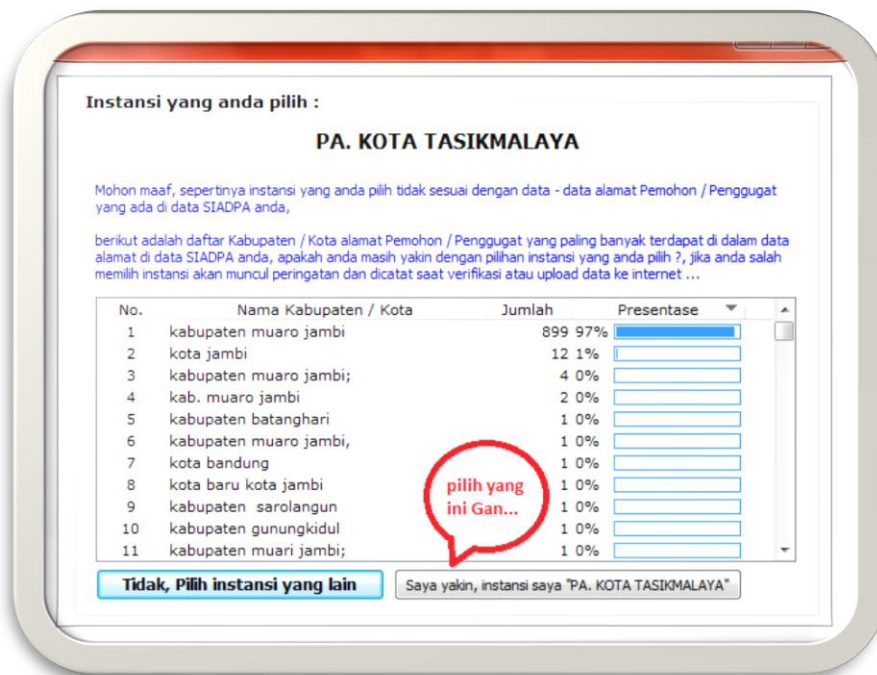 Instansi yang anda pilih :
PA. KOTA TASIKMALAYA
Mohon maaf, sepertinya instansi yang anda pilih tidak sesuai dengan data - data alamat Pemohon / Penggugat
yang ada di data SIADPA anda,
berikut adalah daftar Kabupaten / Kota alamat Pemohon / Penggugat yang paling banyak terdapat di dalam data
alamat di data SIADPA anda, apakah anda masih yakin dengan pilihan instansi yang anda pilih ?, jika anda salah
memilih instansi akan muncul peringatan dan dicatat saat verifikasi atau upload data ke internet ...
No. Nama Kabupaten / Kota Jumlah Presentase
1 kabupaten muaro jambi 899 97%
2 kota jambi 12 1%
3 kabupaten muaro jambi; 4 0%
4 kab. muaro jambi 2 0%
5 kabupaten batanghari 1 0%
6 kabupaten muaro jambi, 1 0%
7 kota bandung 1 0%
8 kota baru kota jambi 1 0%
9 kabupaten sarolangun 1 0%
10 kabupaten gunungkidul 1 0%
11 kabupaten muari jambi; 1 0%
pilih yang
ini Gan...
Tidak, Pilih instansi yang lain
Saya yakin, instansi saya "PA. KOTA TASIKMALAYA"